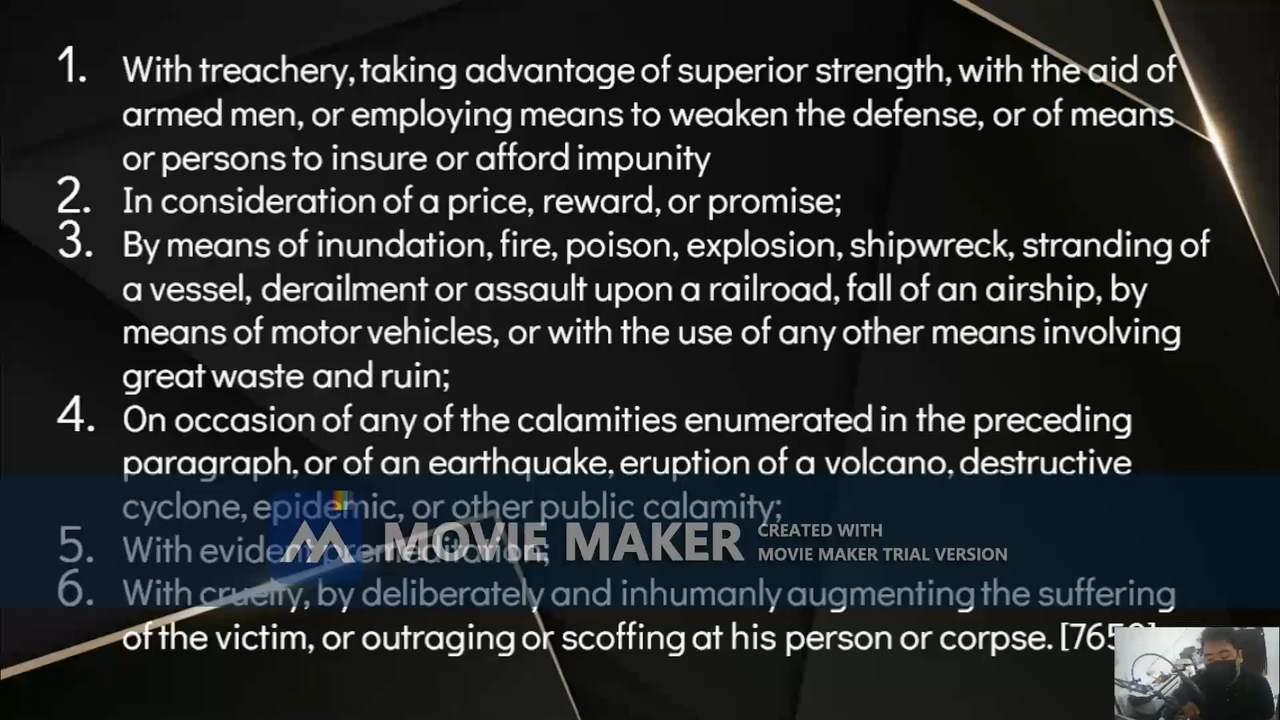 1. With treachery, taking advantage of superior strength, with the aid of
armed men, or employing means to weaken the defense, or of means
or persons to insure or afford impunity
2. In consideration of a price, reward, or promise;
3. By means of inundation, fire, poison, explosion, shipwreck, stranding of
a vessel, derailment or assault upon a railroad, fall of an airship, by
means of motor vehicles, or with the use of any other means involving
great waste and ruin;
4. On occasion of any of the calamities enumerated in the preceding
paragraph, or of an earthquake, eruption of a volcano, destructive
cyclone, epidemic, or other public calamity;
5. With evident premeditation;
MOVIE MAKER
CREATED WITH
MOVIE MAKER TRIAL VERSION
6. With cruelty, by deliberately and inhumanly augmenting the suffering
of the victim, or outraging or scoffing at his person or corpse.